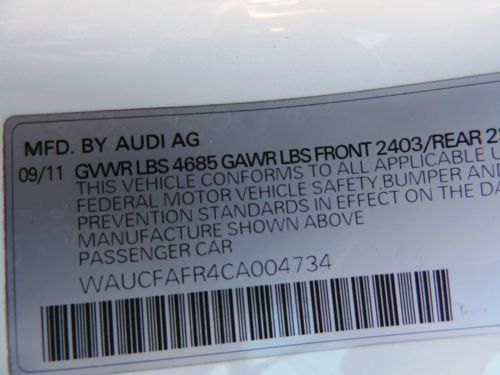 MFD. BY AUDI AG
09/11 GVWR LBS 4685 GAWR LBS FRONT 2403/REAR
THIS VEHICLE CONFORMS TO ALL APPLICABLE
FEDERAL MOTOR VEHICLE SAFETY, BUMPER AND
PREVENTION STANDARDS IN EFFECT ON THE
MANUFACTURE SHOWN ABOVE
PASSENGER CAR
WAUCFAFR4CA004734